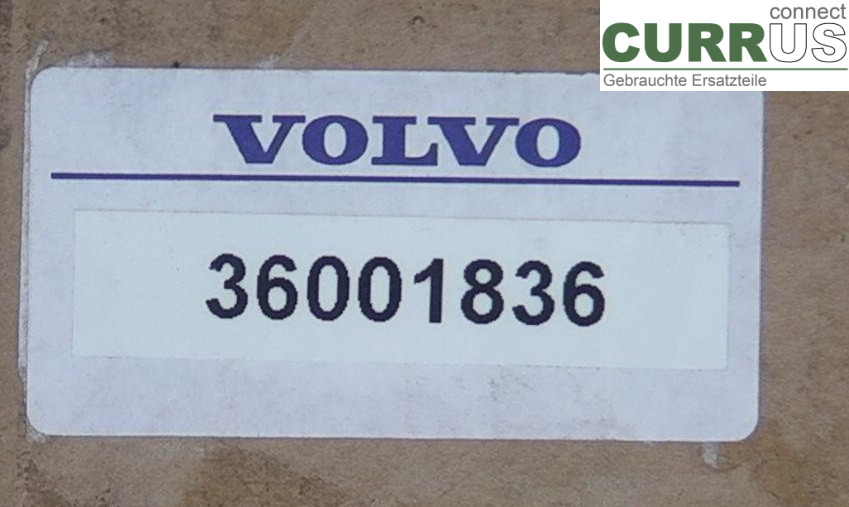 connect
CURRUS
Gebrauchte Ersatzteile
VOLVO
36001836